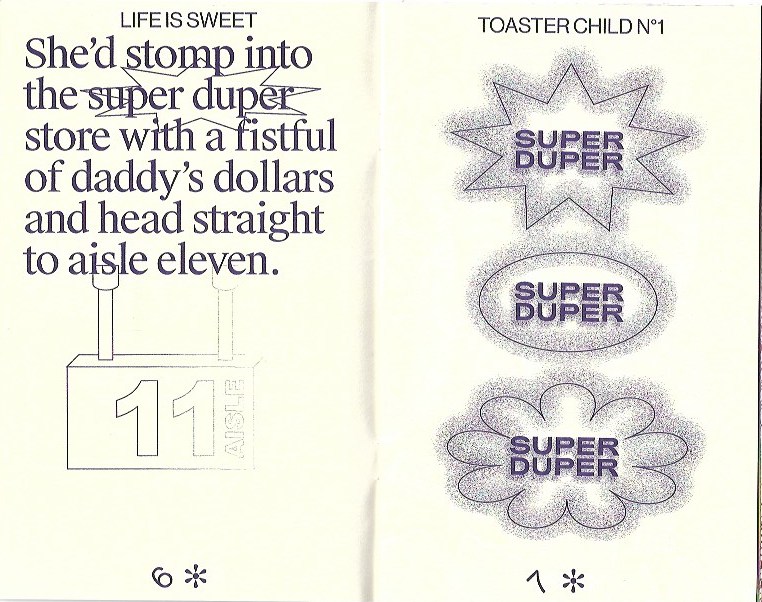 LIFE IS SWEET
She’d stomp into
the super duper
store with a fistful
of daddy’s dollars
and head straight
to aisle eleven.
11 AISLE
6 *
TOASTER CHILD N°1
SUPER
DUPER
SUPER
DUPER
SUPER
DUPER
7 *